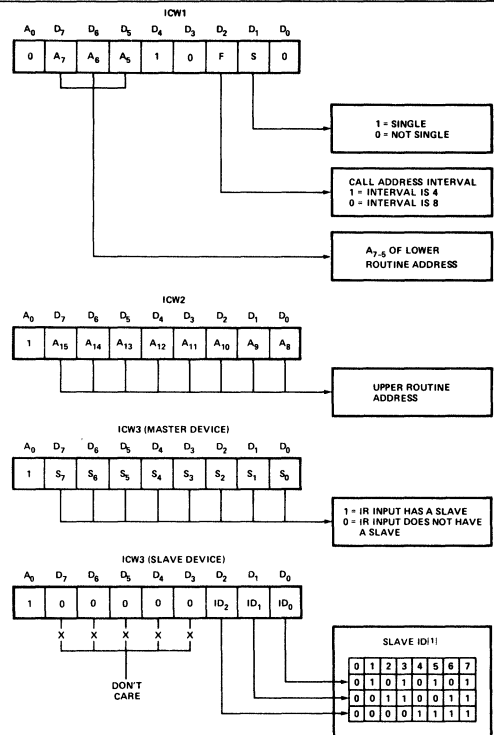 ICW1
A0 D7 D6 D5 D4 D3 D2 D1 D0
0 A7 A6 A5 1 0 F S 0
1 = SINGLE
0 = NOT SINGLE
CALL ADDRESS INTERVAL
1 = INTERVAL IS 4
0 = INTERVAL IS 8
A7-5 OF LOWER
ROUTINE ADDRESS
ICW2
A0 D7 D6 D5 D4 D3 D2 D1 D0
1 A15 A14 A13 A12 A11 A10 A9 A8
UPPER ROUTINE
ADDRESS
ICW3 (MASTER DEVICE)
A0 D7 D6 D5 D4 D3 D2 D1 D0
1 S7 S6 S5 S4 S3 S2 S1 S0
1 = IR INPUT HAS A SLAVE
0 = IR INPUT DOES NOT HAVE
A SLAVE
ICW3 (SLAVE DEVICE)
A0 D7 D6 D5 D4 D3 D2 D1 D0
1 0 0 0 0 0 ID2 ID1 ID0
X X X X X
DON'T
CARE
SLAVE ID[1]
0 1 2 3 4 5 6 7
0 1 0 1 0 1 0 1
0 0 1 1 0 0 1 1
0 0 0 0 1 1 1 1